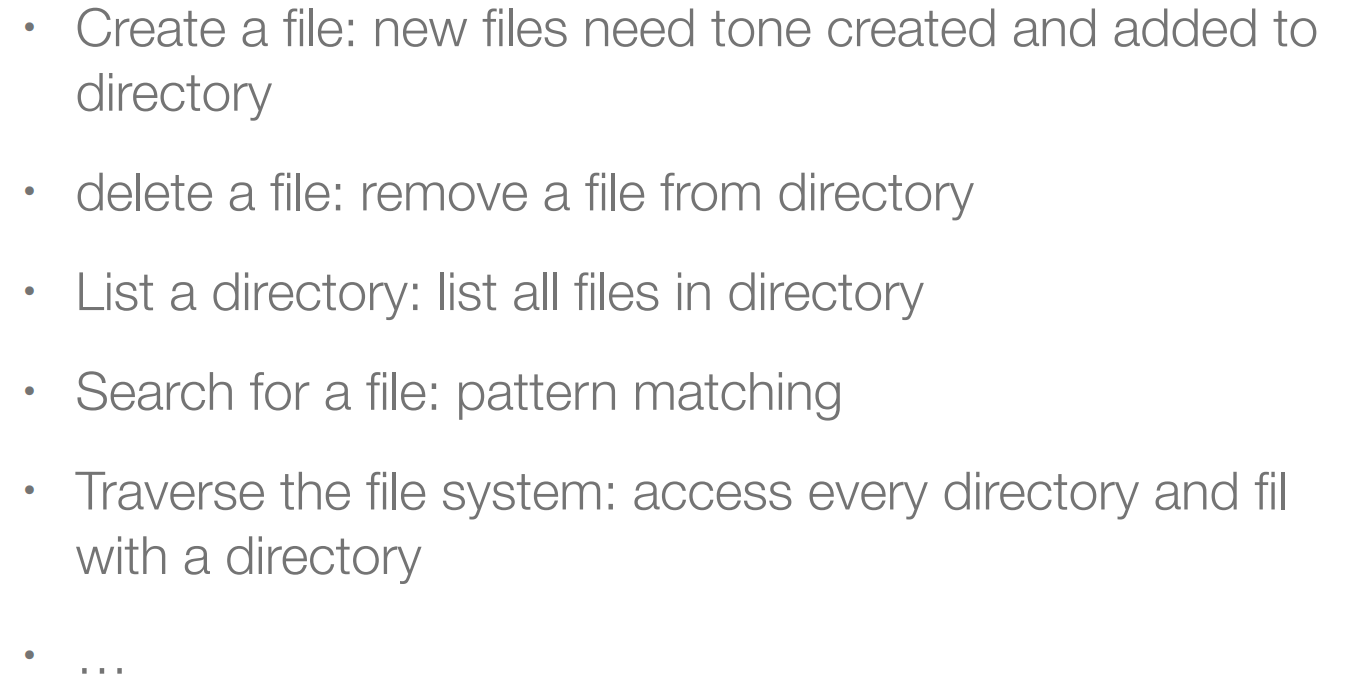 • Create a file: new files need tone created and added to
directory
• delete a file: remove a file from directory
• List a directory: list all files in directory
• Search for a file: pattern matching
• Traverse the file system: access every directory and fil
with a directory
• …